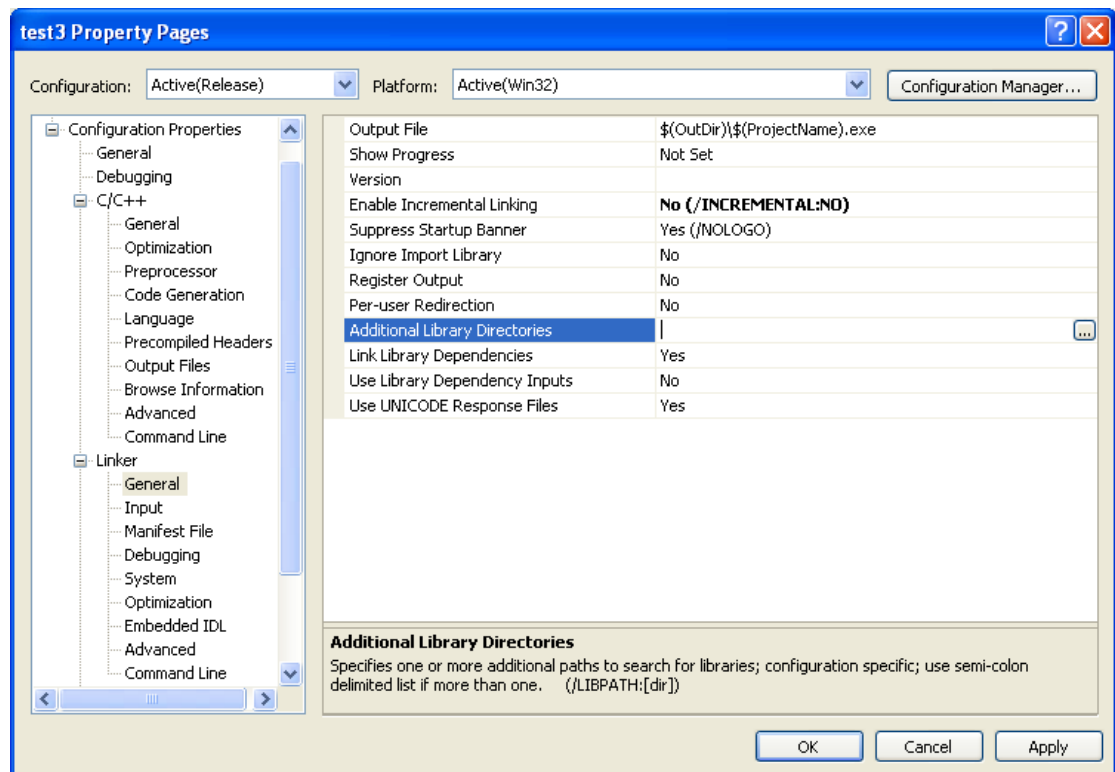 test3 Property Pages
Configuration: Active(Release) Platform: Active(Win32) Configuration Manager...
Configuration Properties
General
Debugging
C/C++
General
Optimization
Preprocessor
Code Generation
Language
Precompiled Headers
Output Files
Browse Information
Advanced
Command Line
Linker
General
Input
Manifest File
Debugging
System
Optimization
Embedded IDL
Advanced
Command Line
Output File $(OutDir)\$(ProjectName).exe
Show Progress Not Set
Version
Enable Incremental Linking No (/INCREMENTAL:NO)
Suppress Startup Banner Yes (/NOLOGO)
Ignore Import Library No
Register Output No
Per-user Redirection No
Additional Library Directories ...
Link Library Dependencies Yes
Use Library Dependency Inputs No
Use UNICODE Response Files Yes
Additional Library Directories
Specifies one or more additional paths to search for libraries; configuration specific; use semi-colon
delimited list if more than one. (/LIBPATH:[dir])
OK Cancel Apply